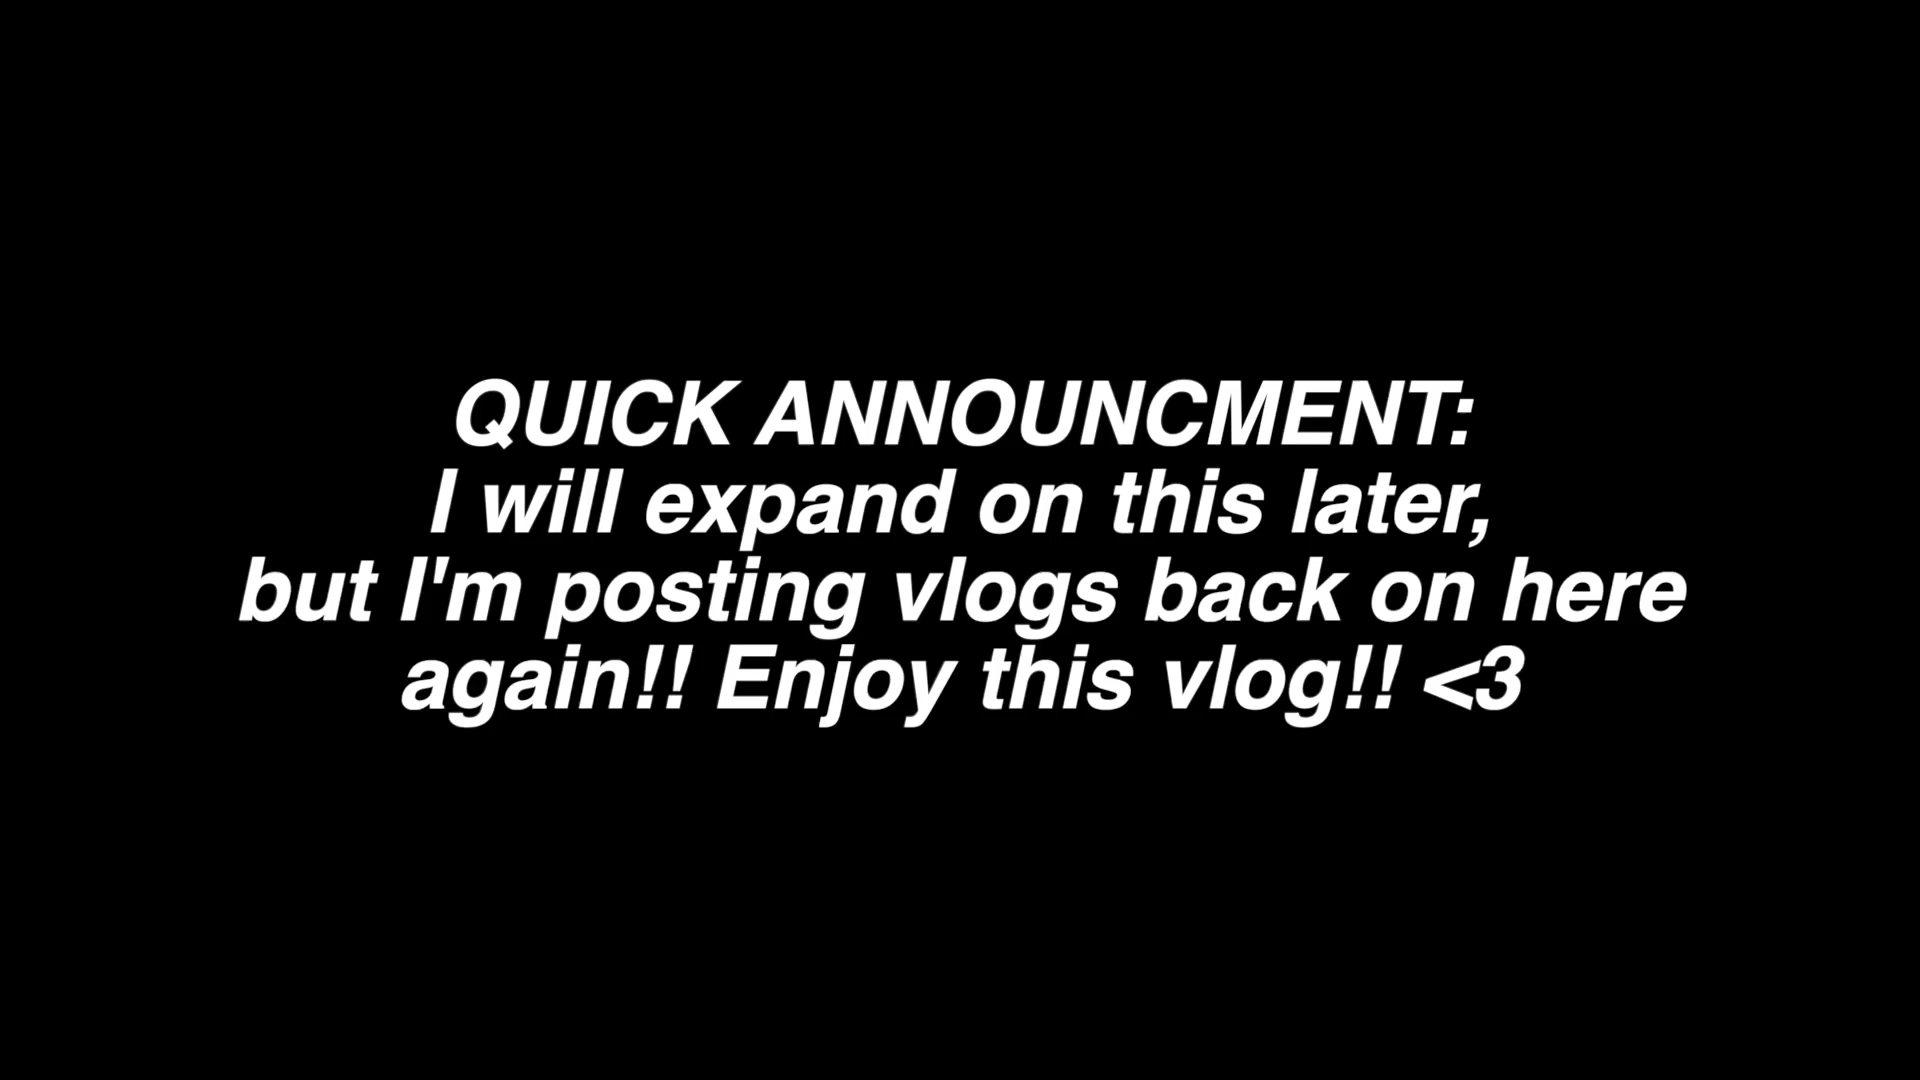 QUICK ANNOUNCMENT:
I will expand on this later,
but I'm posting vlogs back on here
again!! Enjoy this vlog!! <3